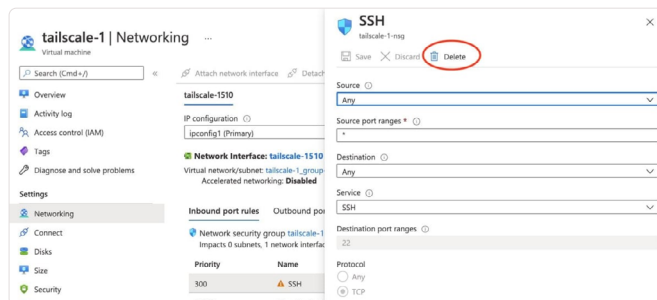 tailscale-1 | Networking ...
Virtual machine
Search (Cmd+/)
«
Overview
Activity log
Access control (IAM)
Tags
Diagnose and solve problems
Settings
Networking
Connect
Disks
Size
Security
Attach network interface
Detach
tailscale-1510
IP configuration
ipconfig1 (Primary)
Network Interface: tailscale-1510
Virtual network/subnet: tailscale-1_group-
Accelerated networking: Disabled
Inbound port rules Outbound por
Network security group tailscale-1
Impacts 0 subnets, 1 network interfac
Priority Name
300 SSH
SSH
tailscale-1-nsg
Save Discard Delete
Source
Any
Source port ranges *
*
Destination
Any
Service
SSH
Destination port ranges
22
Protocol
Any
TCP